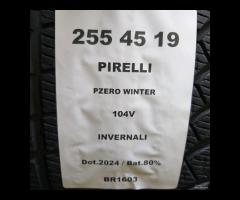 255 45 19
PIRELLI
PZERO WINTER
104V
INVERNALI
Dot.2024 / Bat.80%
BR1603